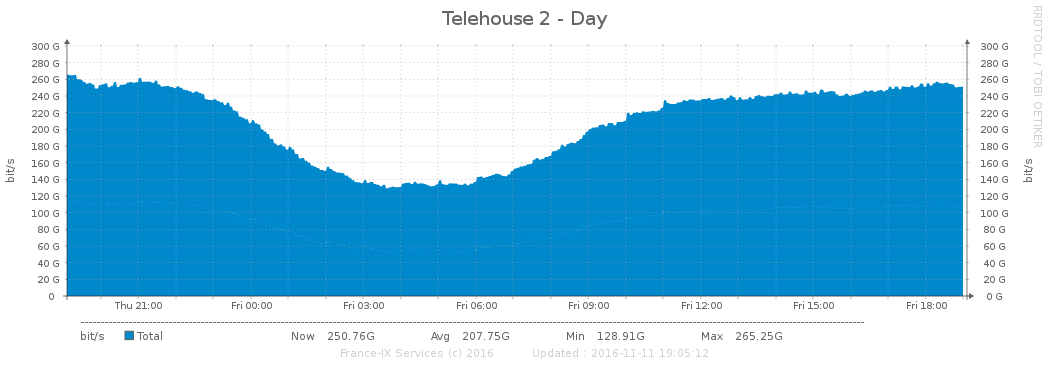 Telehouse 2 - Day
RRDTOOL / TOBI OETIKER
bit/s
300 G 300 G
280 G 280 G
260 G 260 G
240 G 240 G
220 G 220 G
200 G 200 G
180 G 180 G
160 G 160 G
140 G 140 G
120 G 120 G
100 G 100 G
80 G 80 G
60 G 60 G
40 G 40 G
20 G 20 G
0 0 G
bit/s
Thu 21:00 Fri 00:00 Fri 03:00 Fri 06:00 Fri 09:00 Fri 12:00 Fri 15:00 Fri 18:00
bit/s Total Now 250.76G Avg 207.75G Min 128.91G Max 265.25G
France-IX Services (c) 2016 Updated : 2016-11-11 19:05:12